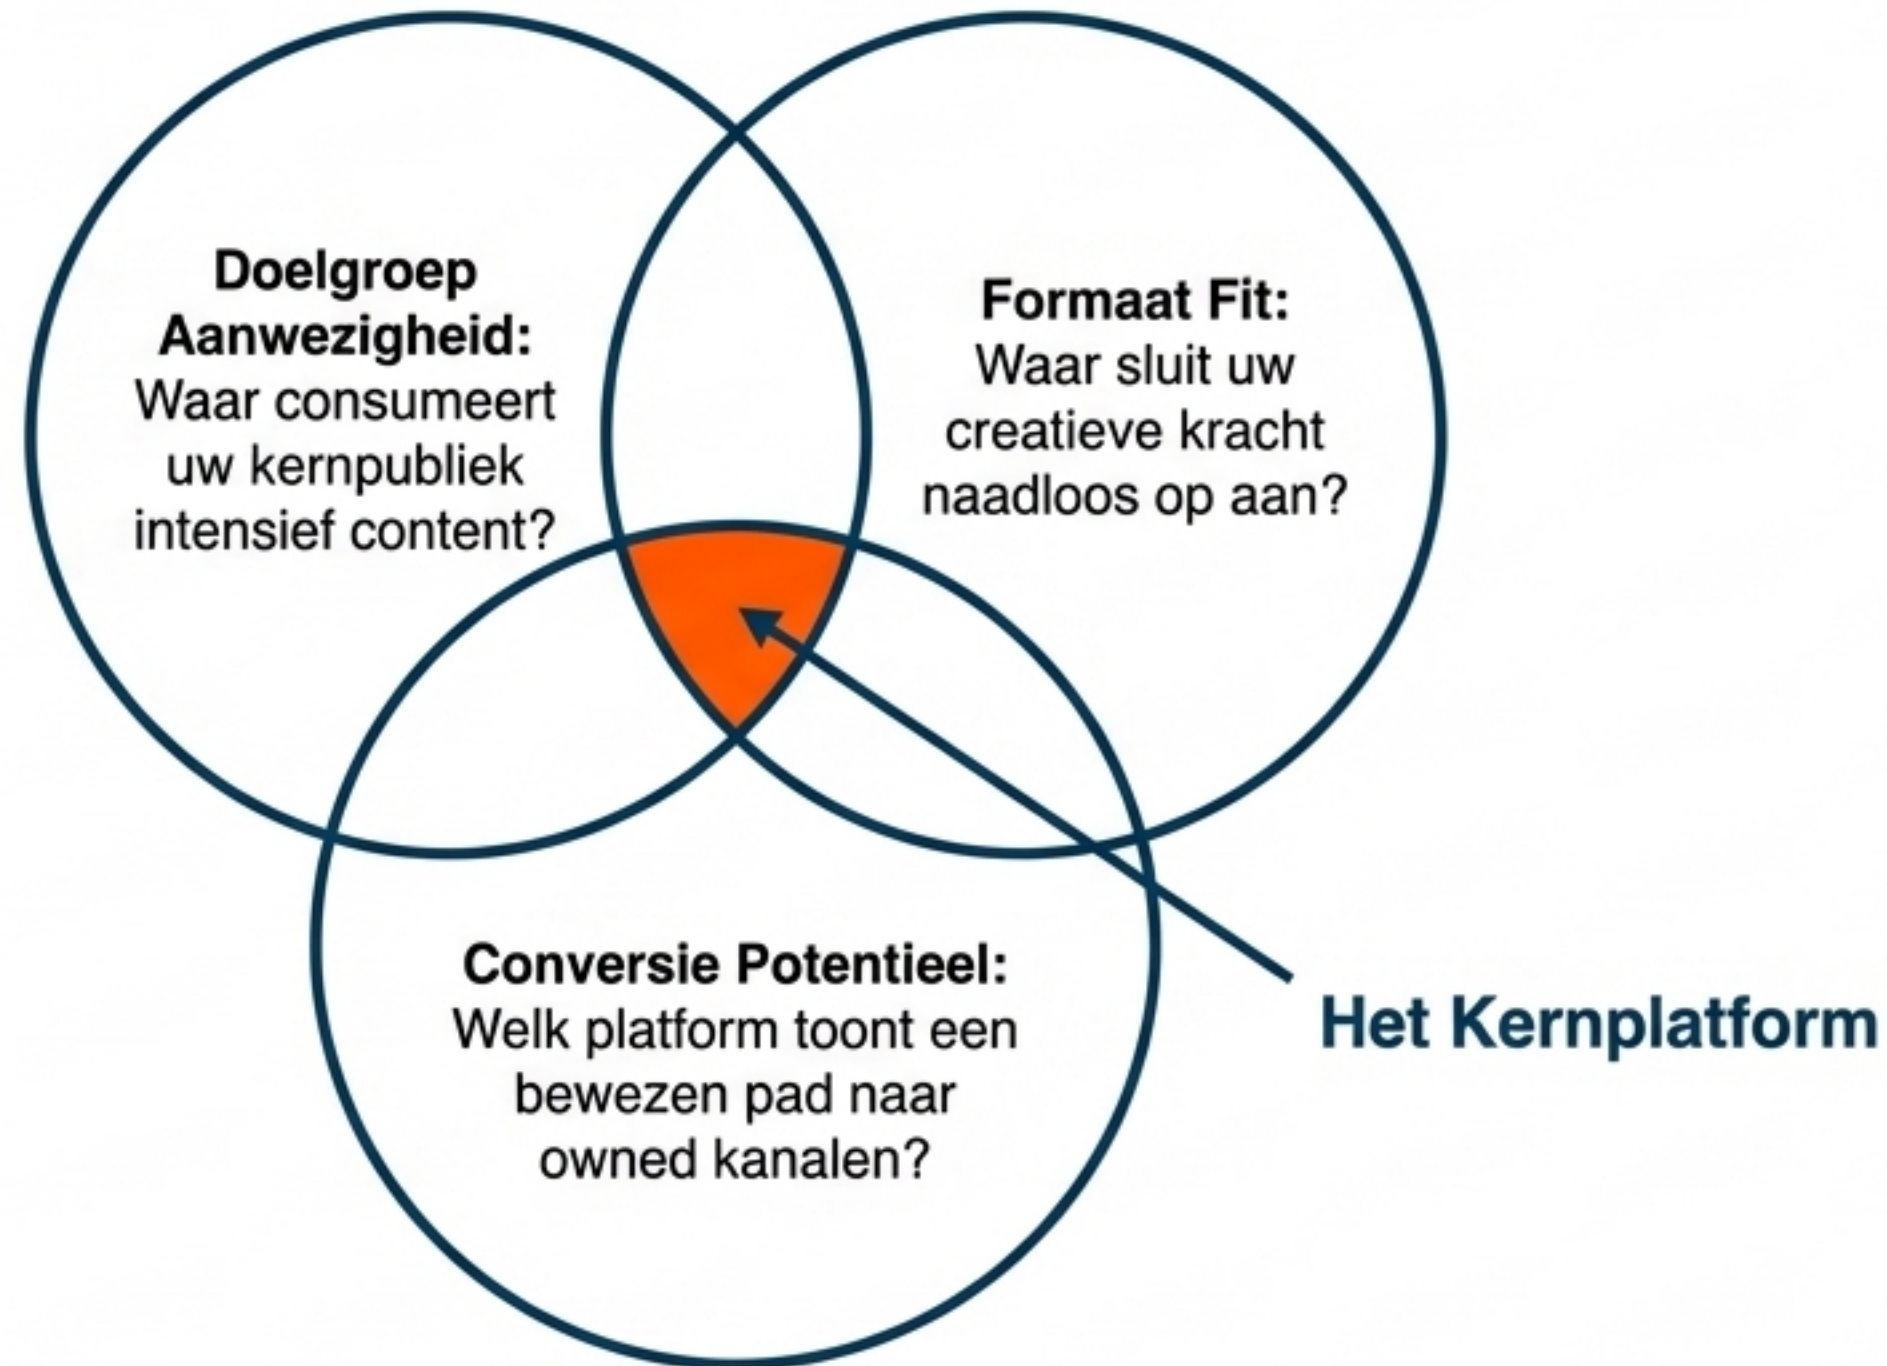 Doelgroep
Aanwezigheid:
Waar consumeert
uw kernpubliek
intensief content?
Formaat Fit:
Waar sluit uw
creatieve kracht
naadloos op aan?
Conversie Potentieel:
Welk platform toont een
bewezen pad naar
owned kanalen?
Het Kernplatform